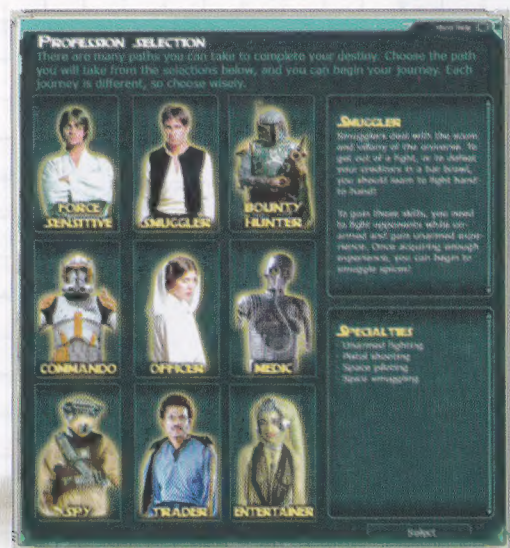 PROFESSION SELECTION
There are many paths you can take to complete your destiny. Choose the path
you will take from the selections below, and you can begin your journey. Each
journey is different, so choose wisely.
FORCE
SENSITIVE
SMUGGLER
BOUNTY
HUNTER
COMMANDO
OFFICER
MEDIC
SPY
TRADER
ENTERTAINER
SMUGGLER
Smugglers deal with the scum
and villainy of the universe. To
get out of a fight, or to defeat
your creditors in a bar brawl,
you should learn to fight hand-
to-hand!
To gain these skills, you need
to fight opponents while un-
armed and gain unarmed expe-
rience. Once acquiring enough
experience, you can begin to
smuggle spices!
SPECIALTIES
Unarmed fighting
Pistol shooting
Space piloting
Spice smuggling
Select